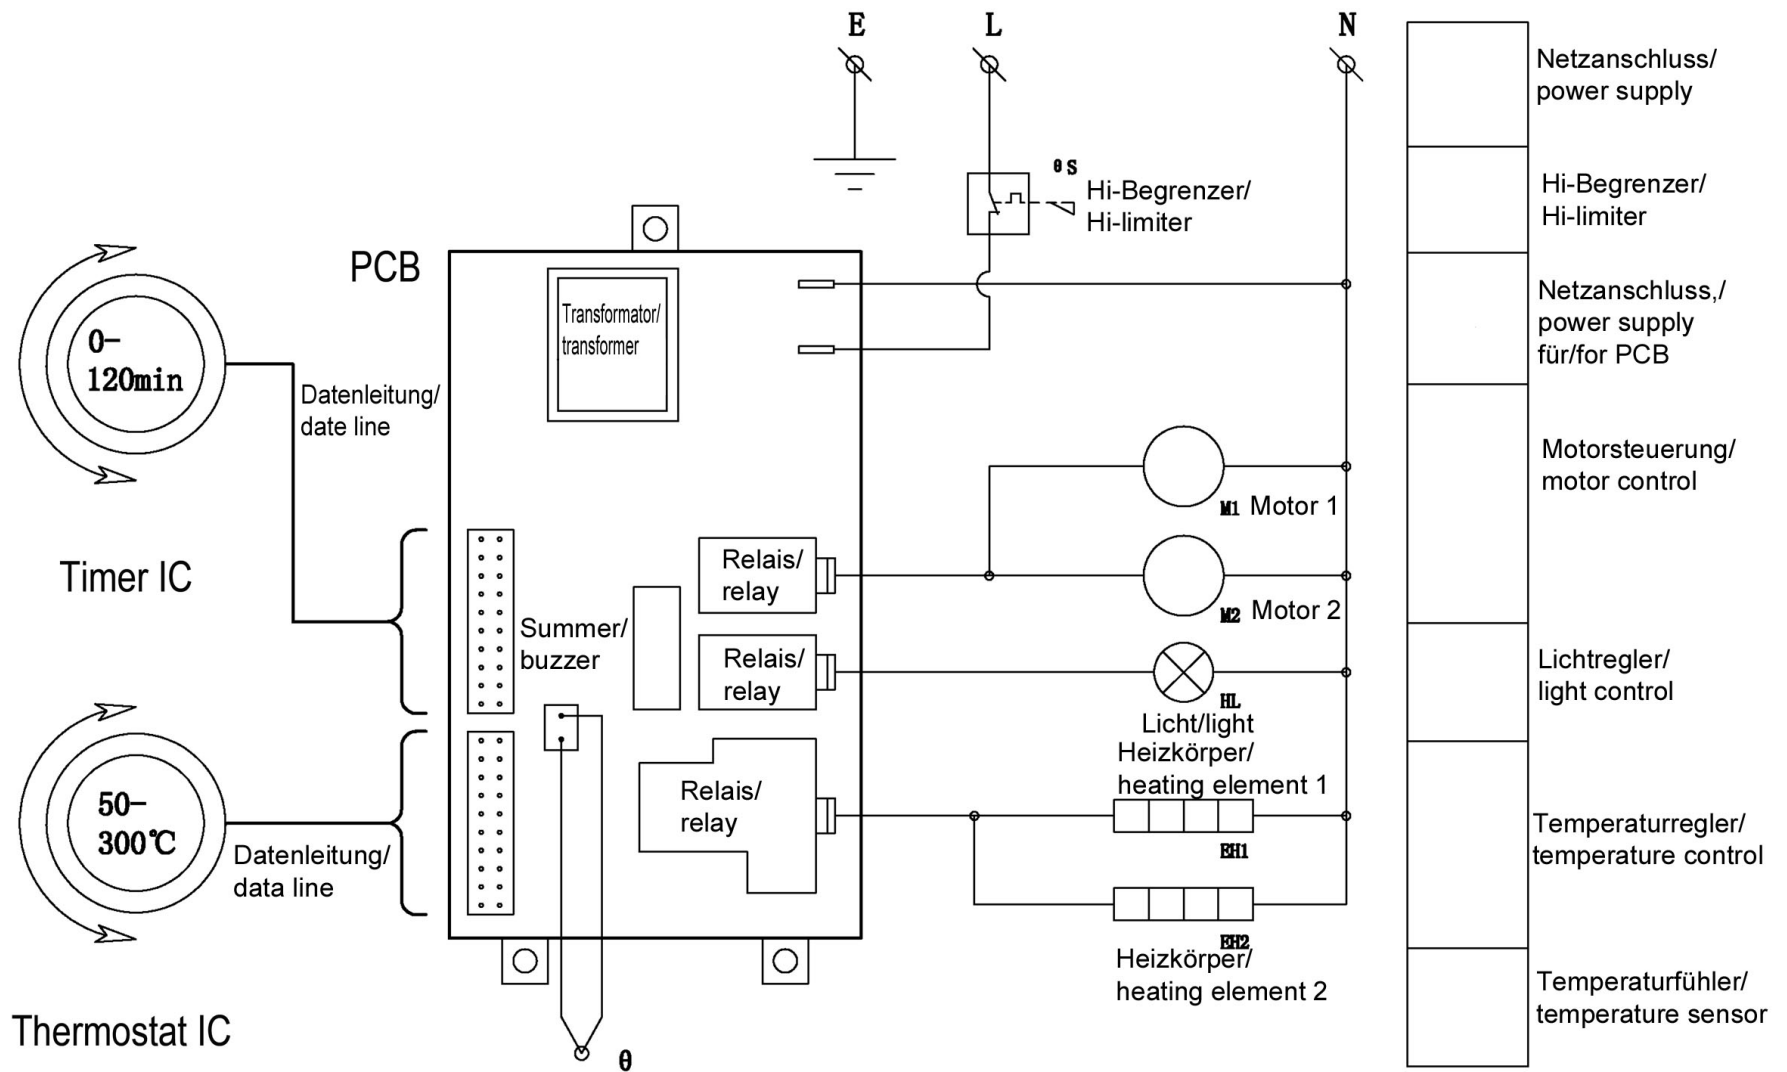 E
L
N
Netzanschluss/
power supply
θS
Hi-Begrenzer/
Hi-limiter
Hi-Begrenzer/
Hi-limiter
PCB
Transformator/
transformer
Netzanschluss,/
power supply
für/for PCB
0-
120min
Datenleitung/
date line
Motorsteuerung/
motor control
M1 Motor 1
Timer IC
Relais/
relay
M2 Motor 2
Summer/
buzzer
Relais/
relay
HL
Licht/light
Lichtregler/
light control
Heizkörper/
heating element 1
Relais/
relay
EH1
50-
300℃
Datenleitung/
data line
Temperaturregler/
temperature control
EH2
Heizkörper/
heating element 2
Temperaturfühler/
temperature sensor
Thermostat IC
θ